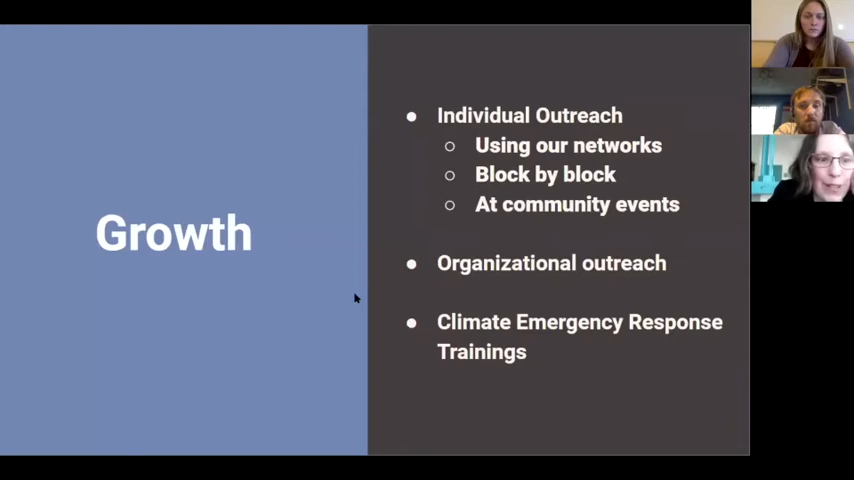 Growth
● Individual Outreach
○ Using our networks
○ Block by block
○ At community events
● Organizational outreach
● Climate Emergency Response
Trainings